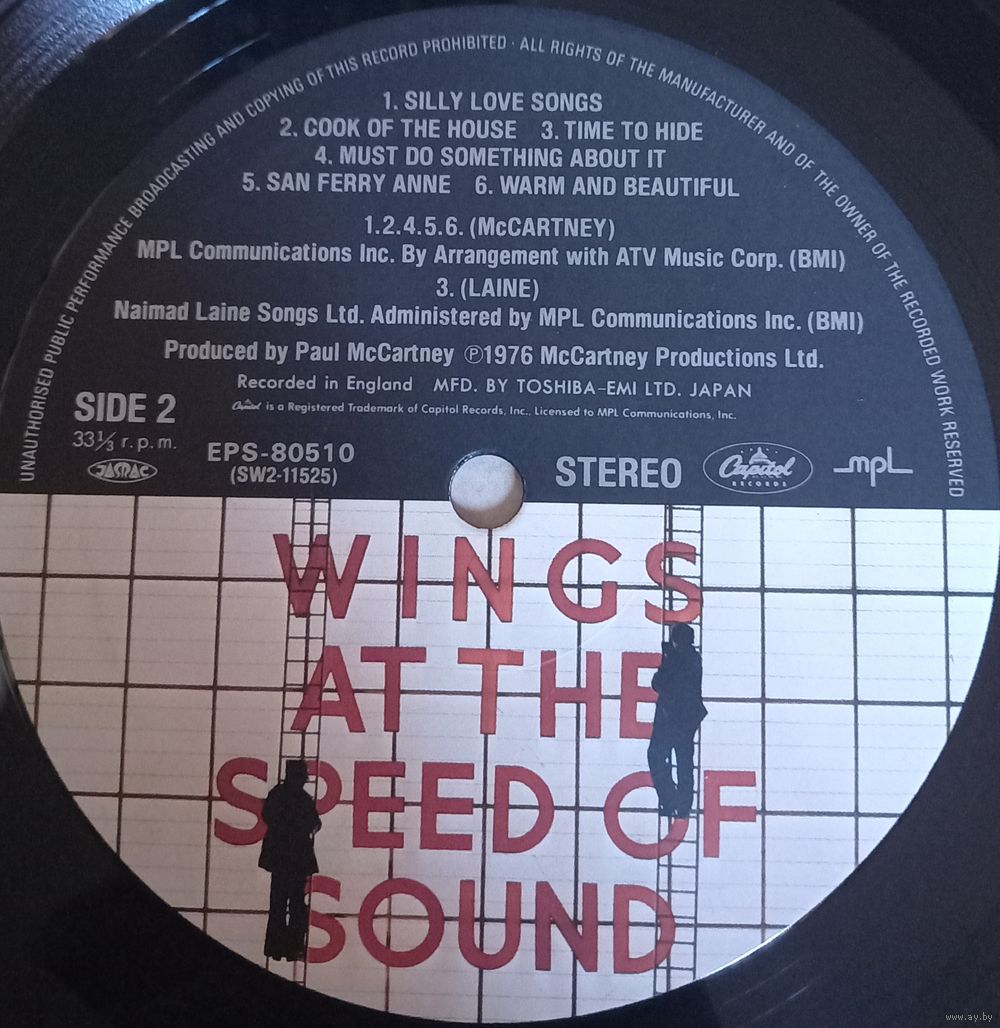 UNAUTHORISED PUBLIC PERFORMANCE BROADCASTING AND COPYING OF THIS RECORD PROHIBITED · ALL RIGHTS OF THE MANUFACTURER AND OF THE OWNER OF THE RECORDED WORK RESERVED
1. SILLY LOVE SONGS
2. COOK OF THE HOUSE 3. TIME TO HIDE
4. MUST DO SOMETHING ABOUT IT
5. SAN FERRY ANNE 6. WARM AND BEAUTIFUL
1.2.4.5.6. (McCARTNEY)
MPL Communications Inc. By Arrangement with ATV Music Corp. (BMI)
3. (LAINE)
Naimad Laine Songs Ltd. Administered by MPL Communications Inc. (BMI)
Produced by Paul McCartney ℗1976 McCartney Productions Ltd.
Recorded in England MFD. BY TOSHIBA-EMI LTD. JAPAN
Capitol is a Registered Trademark of Capitol Records, Inc., Licensed to MPL Communications, Inc.
SIDE 2
33⅓ r.p.m.
JASRAC
EPS-80510
(SW2-11525)
STEREO
Capitol
RECORDS
mpL
WINGS
AT THE
SPEED OF
SOUND
www.ay.by